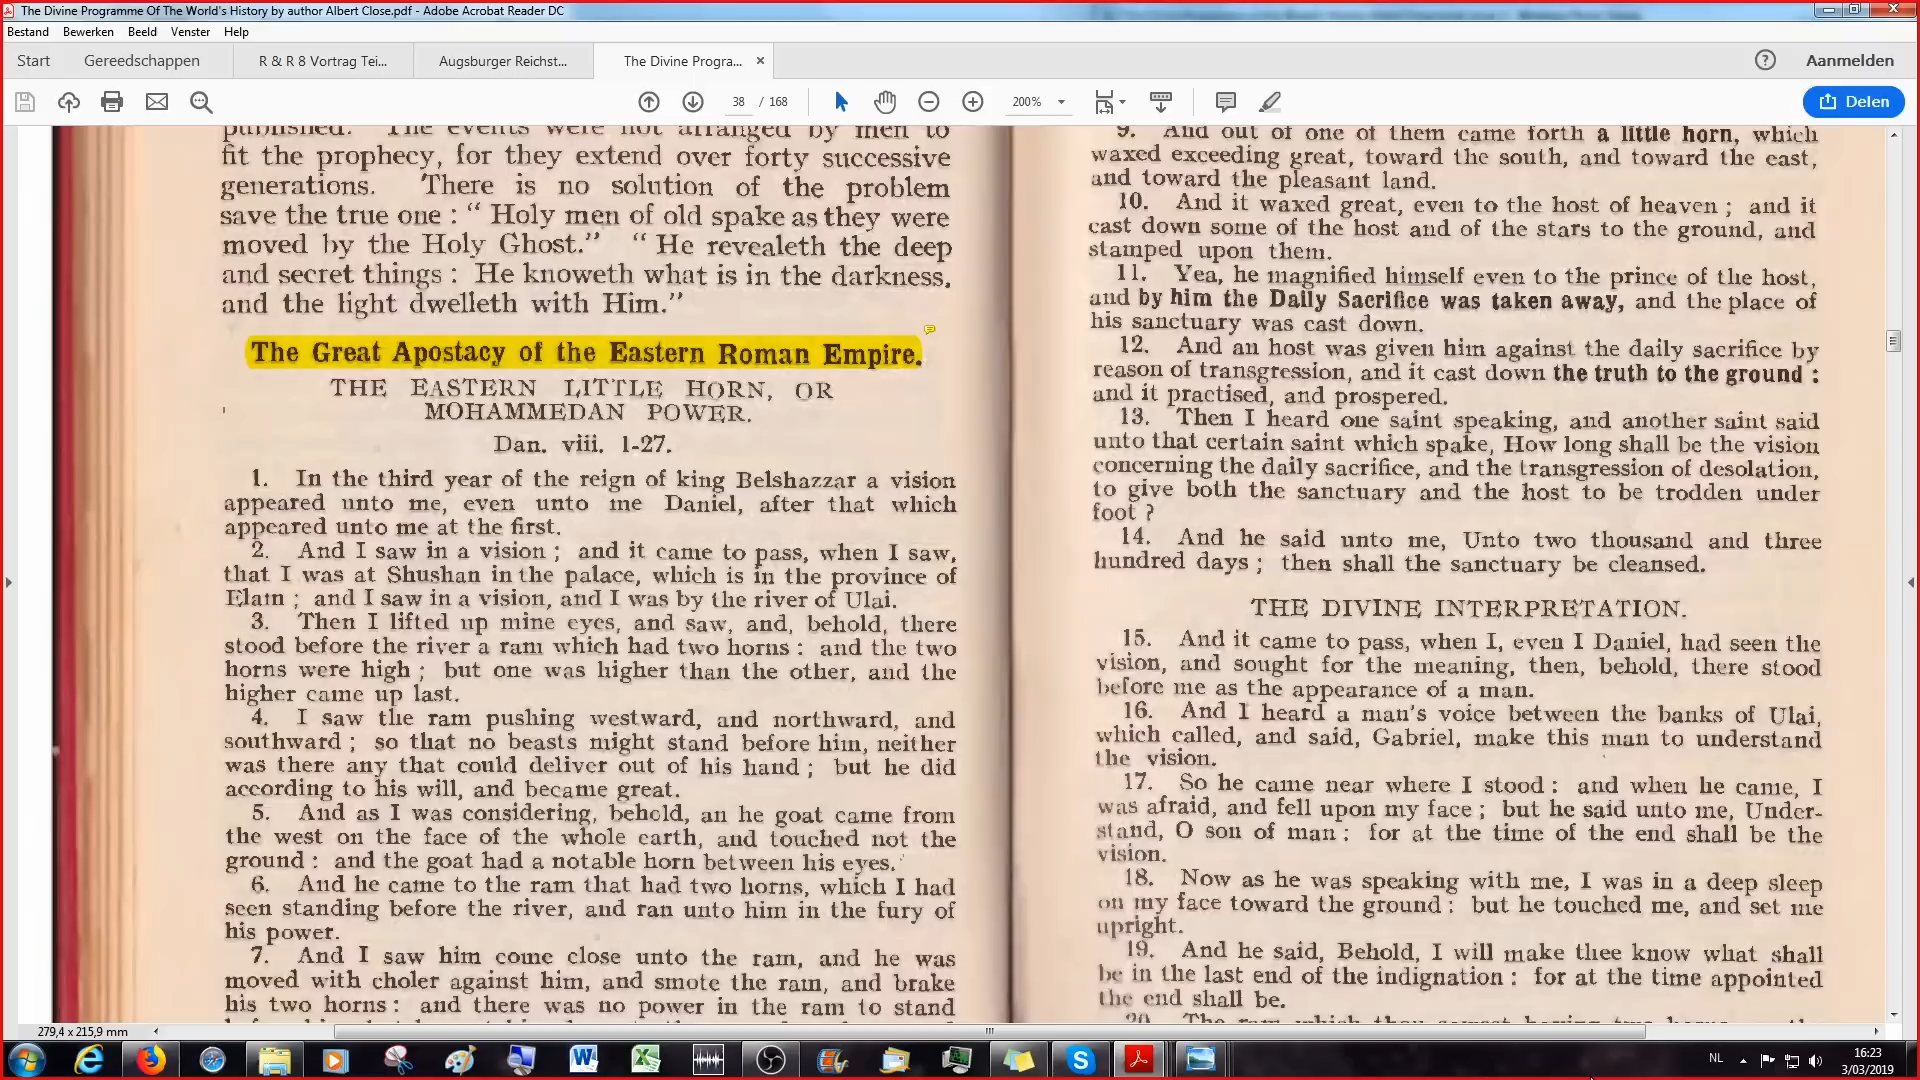 The Divine Programme Of The World's History by author Albert Close.pdf - Adobe Acrobat Reader DC
Bestand Bewerken Beeld Venster Help
Start Gereedschappen R & R 8 Vortrag Tei... Augsburger Reichst... The Divine Progra... × Aanmelden
38 / 168 200% Delen
published. The events were not arranged by men to
fit the prophecy, for they extend over forty successive
generations. There is no solution of the problem
save the true one : “ Holy men of old spake as they were
moved by the Holy Ghost.” “ He revealeth the deep
and secret things : He knoweth what is in the darkness,
and the light dwelleth with Him.”
The Great Apostacy of the Eastern Roman Empire.
THE EASTERN LITTLE HORN, OR
MOHAMMEDAN POWER.
Dan. viii. 1-27.
1. In the third year of the reign of king Belshazzar a vision
appeared unto me, even unto me Daniel, after that which
appeared unto me at the first.
2. And I saw in a vision ; and it came to pass, when I saw,
that I was at Shushan in the palace, which is in the province of
Elam ; and I saw in a vision, and I was by the river of Ulai.
3. Then I lifted up mine eyes, and saw, and, behold, there
stood before the river a ram which had two horns : and the two
horns were high ; but one was higher than the other, and the
higher came up last.
4. I saw the ram pushing westward, and northward, and
southward ; so that no beasts might stand before him, neither
was there any that could deliver out of his hand ; but he did
according to his will, and became great.
5. And as I was considering, behold, an he goat came from
the west on the face of the whole earth, and touched not the
ground : and the goat had a notable horn between his eyes.
6. And he came to the ram that had two horns, which I had
seen standing before the river, and ran unto him in the fury of
his power.
7. And I saw him come close unto the ram, and he was
moved with choler against him, and smote the ram, and brake
his two horns : and there was no power in the ram to stand
9. And out of one of them came forth a little horn, which
waxed exceeding great, toward the south, and toward the east,
and toward the pleasant land.
10. And it waxed great, even to the host of heaven ; and it
cast down some of the host and of the stars to the ground, and
stamped upon them.
11. Yea, he magnified himself even to the prince of the host,
and by him the Daily Sacrifice was taken away, and the place of
his sanctuary was cast down.
12. And an host was given him against the daily sacrifice by
reason of transgression, and it cast down the truth to the ground :
and it practised, and prospered.
13. Then I heard one saint speaking, and another saint said
unto that certain saint which spake, How long shall be the vision
concerning the daily sacrifice, and the transgression of desolation,
to give both the sanctuary and the host to be trodden under
foot ?
14. And he said unto me, Unto two thousand and three
hundred days ; then shall the sanctuary be cleansed.
THE DIVINE INTERPRETATION.
15. And it came to pass, when I, even I Daniel, had seen the
vision, and sought for the meaning, then, behold, there stood
before me as the appearance of a man.
16. And I heard a man's voice between the banks of Ulai,
which called, and said, Gabriel, make this man to understand
the vision.
17. So he came near where I stood : and when he came, I
was afraid, and fell upon my face ; but he said unto me, Under-
stand, O son of man : for at the time of the end shall be the
vision.
18. Now as he was speaking with me, I was in a deep sleep
on my face toward the ground : but he touched me, and set me
upright.
19. And he said, Behold, I will make thee know what shall
be in the last end of the indignation : for at the time appointed
the end shall be.
279,4 x 215,9 mm
NL 16:23
3/03/2019